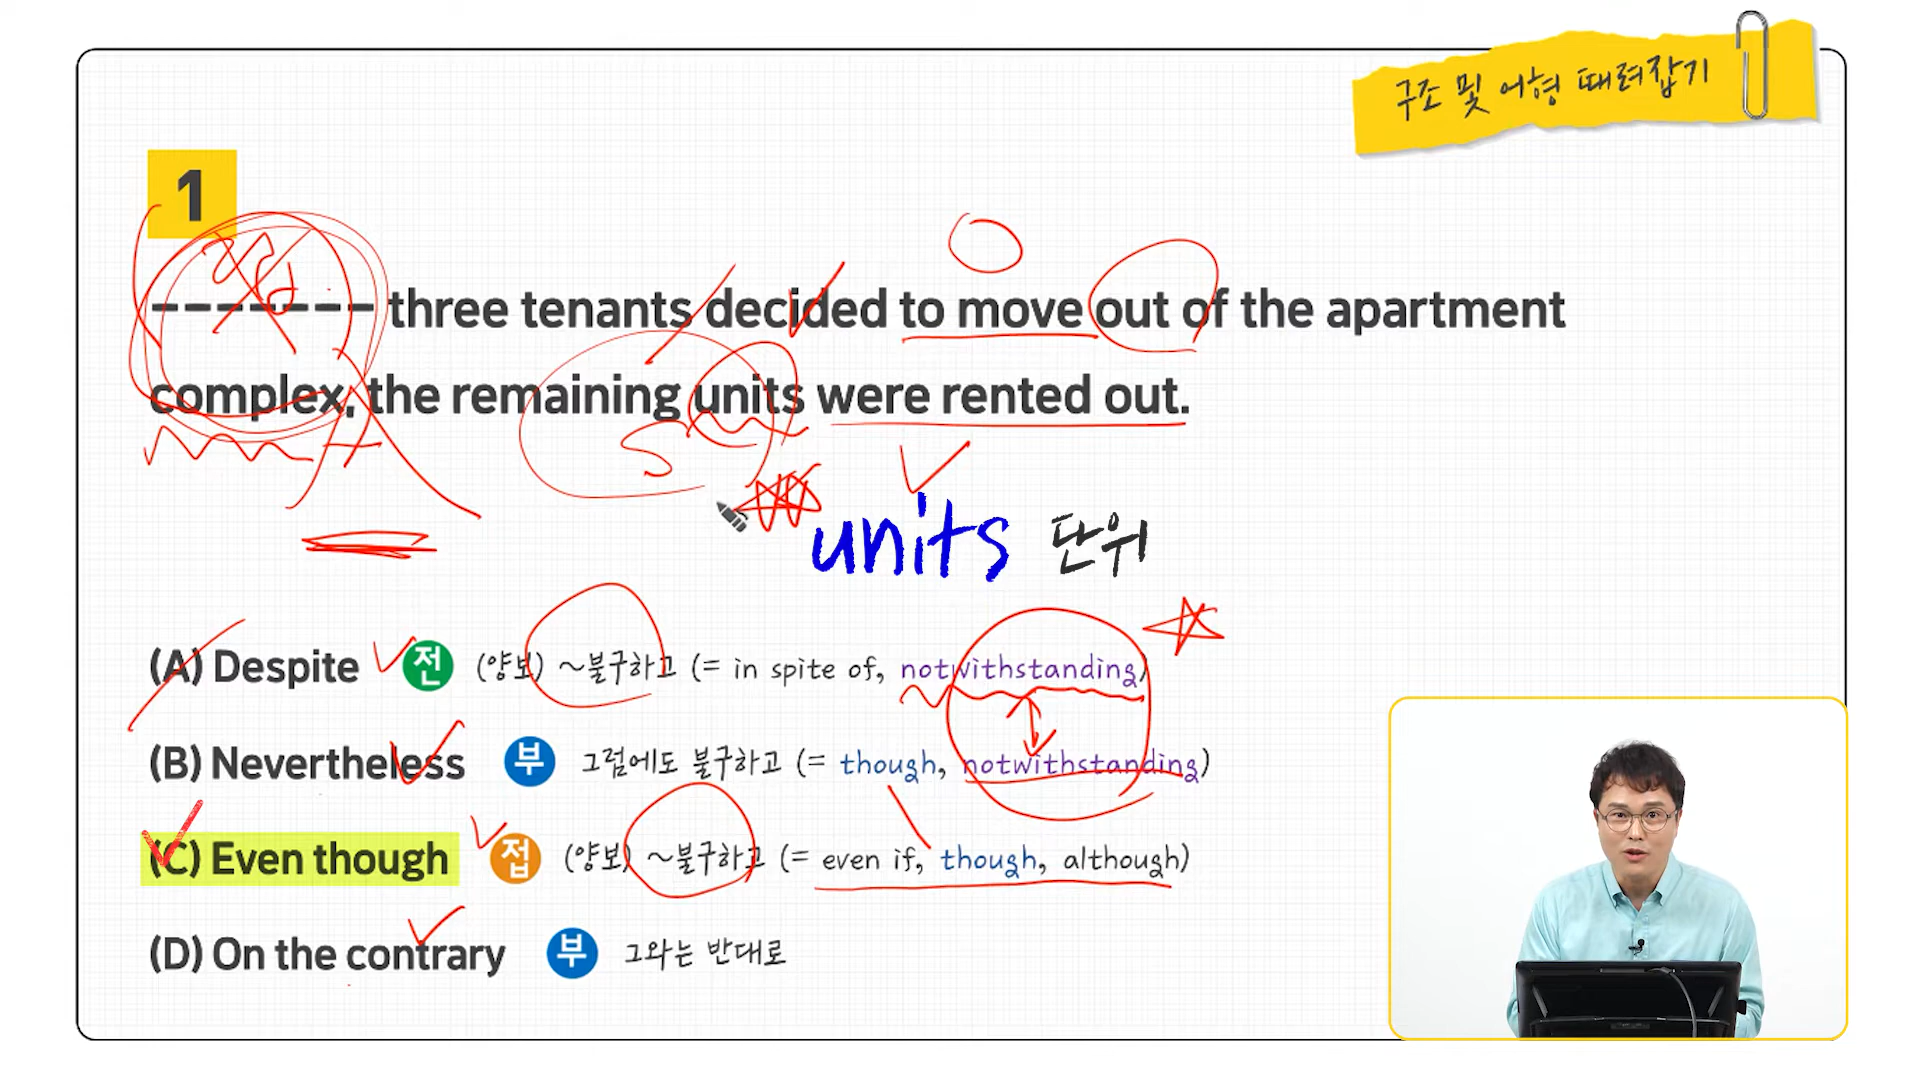 구조 및 어형 때려잡기
1
------- three tenants decided to move out of the apartment
complex, the remaining units were rented out.
S
units 단위
(A) Despite 전 (양보) ~불구하고 (= in spite of, notwithstanding)
(B) Nevertheless 부 그럼에도 불구하고 (= though, notwithstanding)
(C) Even though 접 (양보) ~불구하고 (= even if, though, although)
(D) On the contrary 부 그와는 반대로